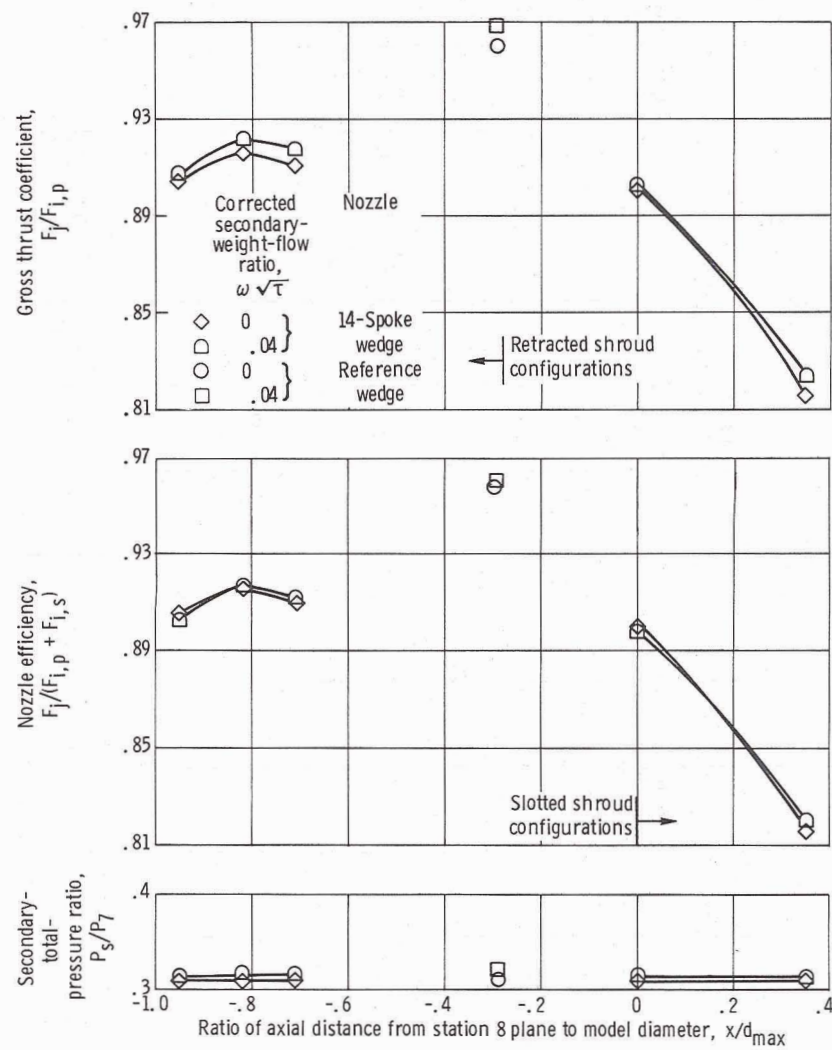 .97
.93
.89
.85
.81
Gross thrust coefficient,
Fj/Fi,p
Corrected
secondary-
weight-flow
ratio,
ω √τ
Nozzle
0
.04
14-Spoke
wedge
0
.04
Reference
wedge
Retracted shroud
configurations
.97
.93
.89
.85
.81
Nozzle efficiency,
Fj/(Fi,p + Fi,s)
Slotted shroud
configurations
.4
.3
Secondary-
total-
pressure ratio,
Ps/P7
-1.0 -.8 -.6 -.4 -.2 0 .2 .4
Ratio of axial distance from station 8 plane to model diameter, x/dmax